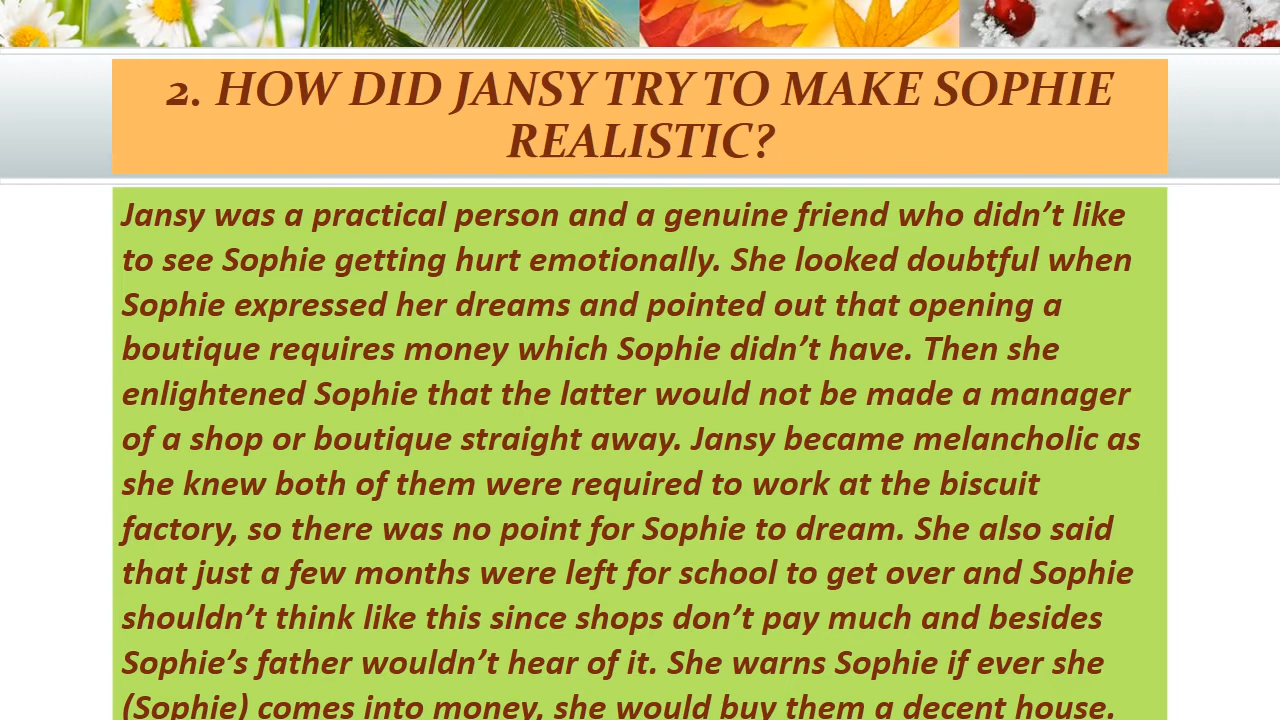 2. HOW DID JANSY TRY TO MAKE SOPHIE
REALISTIC?
Jansy was a practical person and a genuine friend who didn’t like
to see Sophie getting hurt emotionally. She looked doubtful when
Sophie expressed her dreams and pointed out that opening a
boutique requires money which Sophie didn’t have. Then she
enlightened Sophie that the latter would not be made a manager
of a shop or boutique straight away. Jansy became melancholic as
she knew both of them were required to work at the biscuit
factory, so there was no point for Sophie to dream. She also said
that just a few months were left for school to get over and Sophie
shouldn’t think like this since shops don’t pay much and besides
Sophie’s father wouldn’t hear of it. She warns Sophie if ever she
(Sophie) comes into money, she would buy them a decent house.